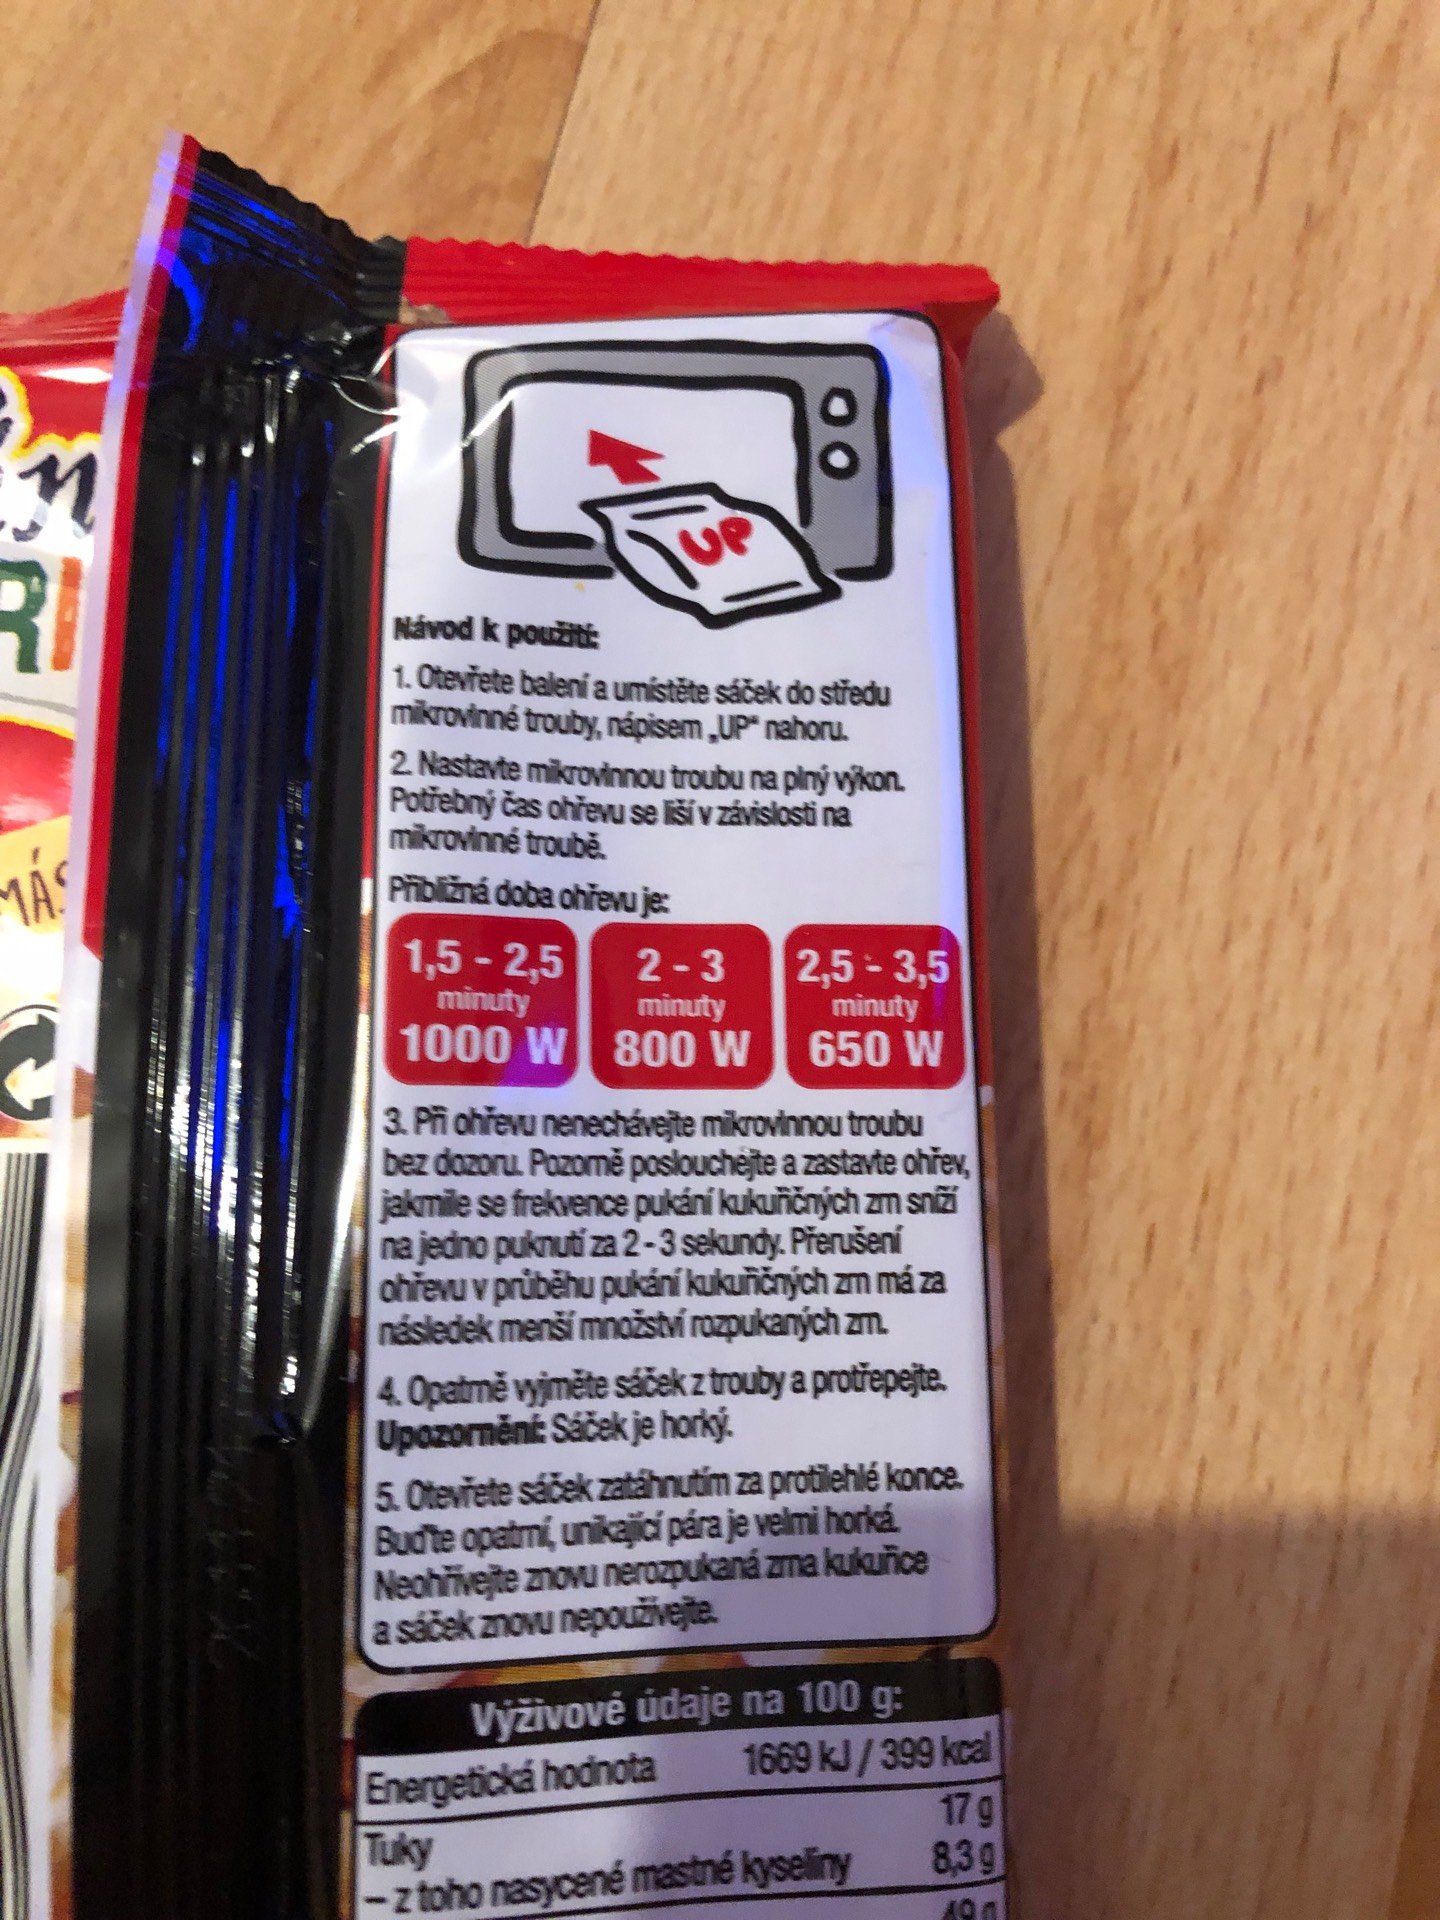 UP
Návod k použití:
1. Otevřete balení a umístěte sáček do středu
mikrovlnné trouby, nápisem „UP“ nahoru.
2. Nastavte mikrovlnnou troubu na plný výkon.
Potřebný čas ohřevu se liší v závislosti na
mikrovlnné troubě.
Přibližná doba ohřevu je:
1,5 - 2,5
minuty
1000 W
2 - 3
minuty
800 W
2,5 - 3,5
minuty
650 W
3. Při ohřevu nenechávejte mikrovlnnou troubu
bez dozoru. Pozorně poslouchejte a zastavte ohřev,
jakmile se frekvence pukání kukuřičných zrn sníží
na jedno puknutí za 2 - 3 sekundy. Přerušení
ohřevu v průběhu pukání kukuřičných zrn má za
následek menší množství rozpukaných zrn.
4. Opatrně vyjměte sáček z trouby a protřepejte.
Upozornění: Sáček je horký.
5. Otevřete sáček zatáhnutím za protilehlé konce.
Buďte opatrní, unikající pára je velmi horká.
Neohřívejte znovu nerozpukaná zrna kukuřice
a sáček znovu nepoužívejte.
Výživové údaje na 100 g:
Energetická hodnota 1669 kJ / 399 kcal
Tuky 17 g
– z toho nasycené mastné kyseliny 8,3 g
49 g
RI
MÁS